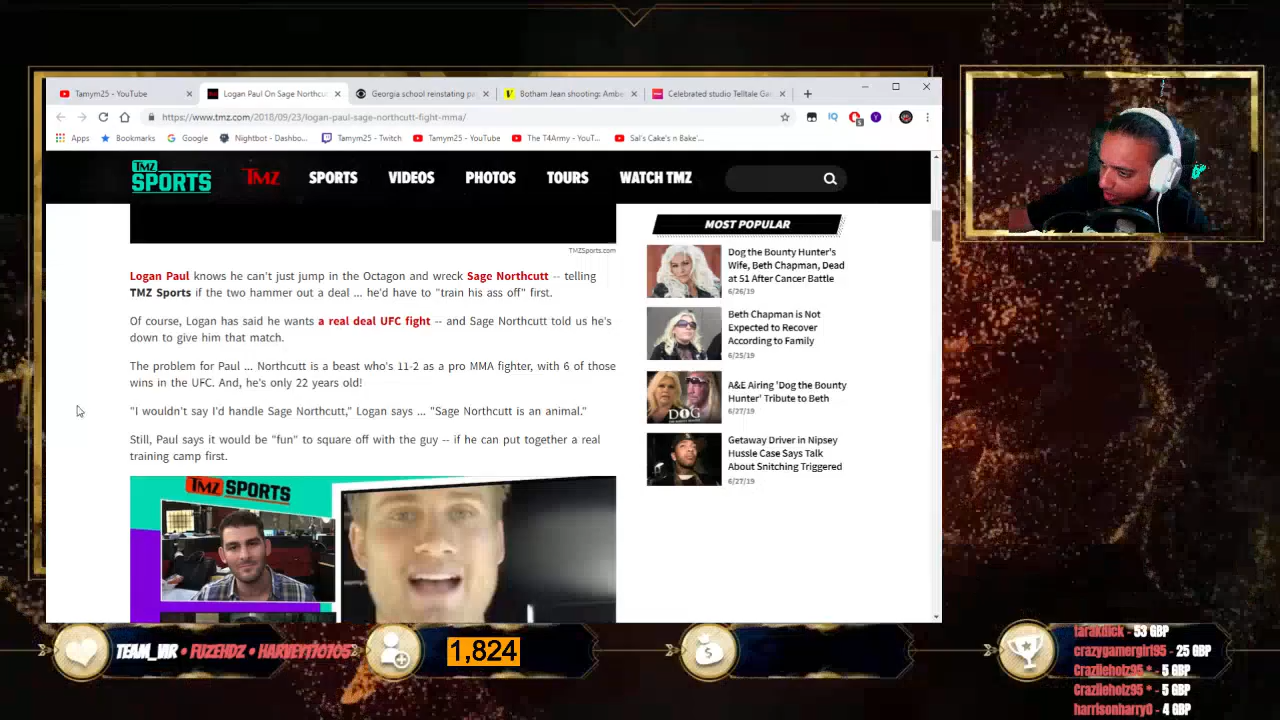 Tamym25 - YouTube
Logan Paul On Sage Northcut
Georgia school reinstating pa
Botham Jean shooting: Ambe
Celebrated studio Telltale Ga
https://www.tmz.com/2018/09/23/logan-paul-sage-northcutt-fight-mma/
Apps
Bookmarks
Google
Nightbot - Dashbo...
Tamym25 - Twitch
Tamym25 - YouTube
The T4Army - YouT...
Sal's Cake's n' Bake'...
TMZ SPORTS
TMZ
SPORTS
VIDEOS
PHOTOS
TOURS
WATCH TMZ
TMZSports.com
Logan Paul knows he can't just jump in the Octagon and wreck Sage Northcutt -- telling
TMZ Sports if the two hammer out a deal ... he'd have to "train his ass off" first.
Of course, Logan has said he wants a real deal UFC fight -- and Sage Northcutt told us he's
down to give him that match.
The problem for Paul ... Northcutt is a beast who's 11-2 as a pro MMA fighter, with 6 of those
wins in the UFC. And, he's only 22 years old!
"I wouldn't say I'd handle Sage Northcutt," Logan says ... "Sage Northcutt is an animal."
Still, Paul says it would be "fun" to square off with the guy -- if he can put together a real
training camp first.
TMZ SPORTS
MOST POPULAR
Dog the Bounty Hunter's
Wife, Beth Chapman, Dead
at 51 After Cancer Battle
6/26/19
Beth Chapman is Not
Expected to Recover
According to Family
6/25/19
A&E Airing 'Dog the Bounty
Hunter' Tribute to Beth
6/27/19
DOG
Getaway Driver in Nipsey
Hussle Case Says Talk
About Snitching Triggered
6/27/19
TEAM_VIR • FUZEHDZ • HARVEY170705
1,824
tarakdick - 53 GBP
crazygamergirl95 - 25 GBP
Crazlieholz95 * - 5 GBP
Crazlieholz95 * - 5 GBP
harrisonharry0 - 4 GBP